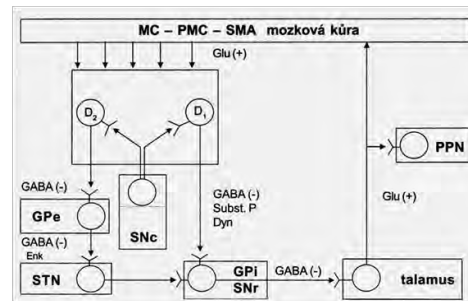 MC – PMC – SMA mozková kůra
Glu (+)
D2
D1
PPN
GABA (-)
GPe
SNc
GABA (-)
Subst. P
Dyn
Glu (+)
GABA (-)
Enk
STN
GPi
SNr
GABA (-)
talamus